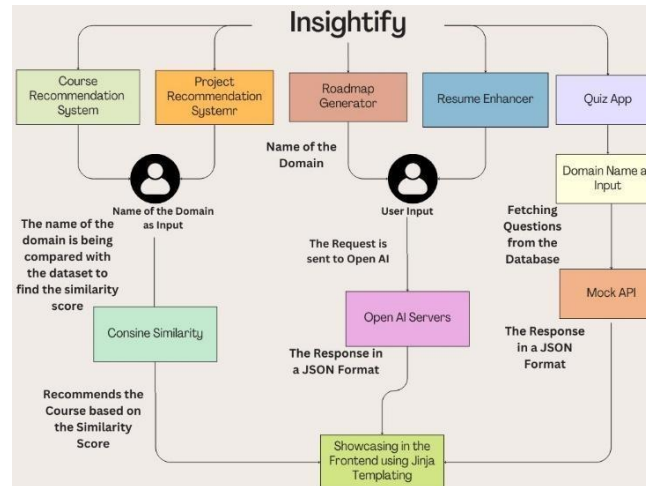 Insightify
Course
Recommendation
System
Project
Recommendation
Systemr
Roadmap
Generator
Resume Enhancer
Quiz App
Name of the
Domain
Domain Name a
Input
Name of the Domain
as Input
User Input
The name of the
domain is being
compared with
the dataset to
find the similarity
score
The Request is
sent to Open AI
Fetching
Questions
from the
Database
Consine Similarity
Open AI Servers
Mock API
The Response in
a JSON Format
The Response
in a JSON
Format
Recommends the
Course based on
the Similarity
Score
Showcasing in the
Frontend using Jinja
Templating